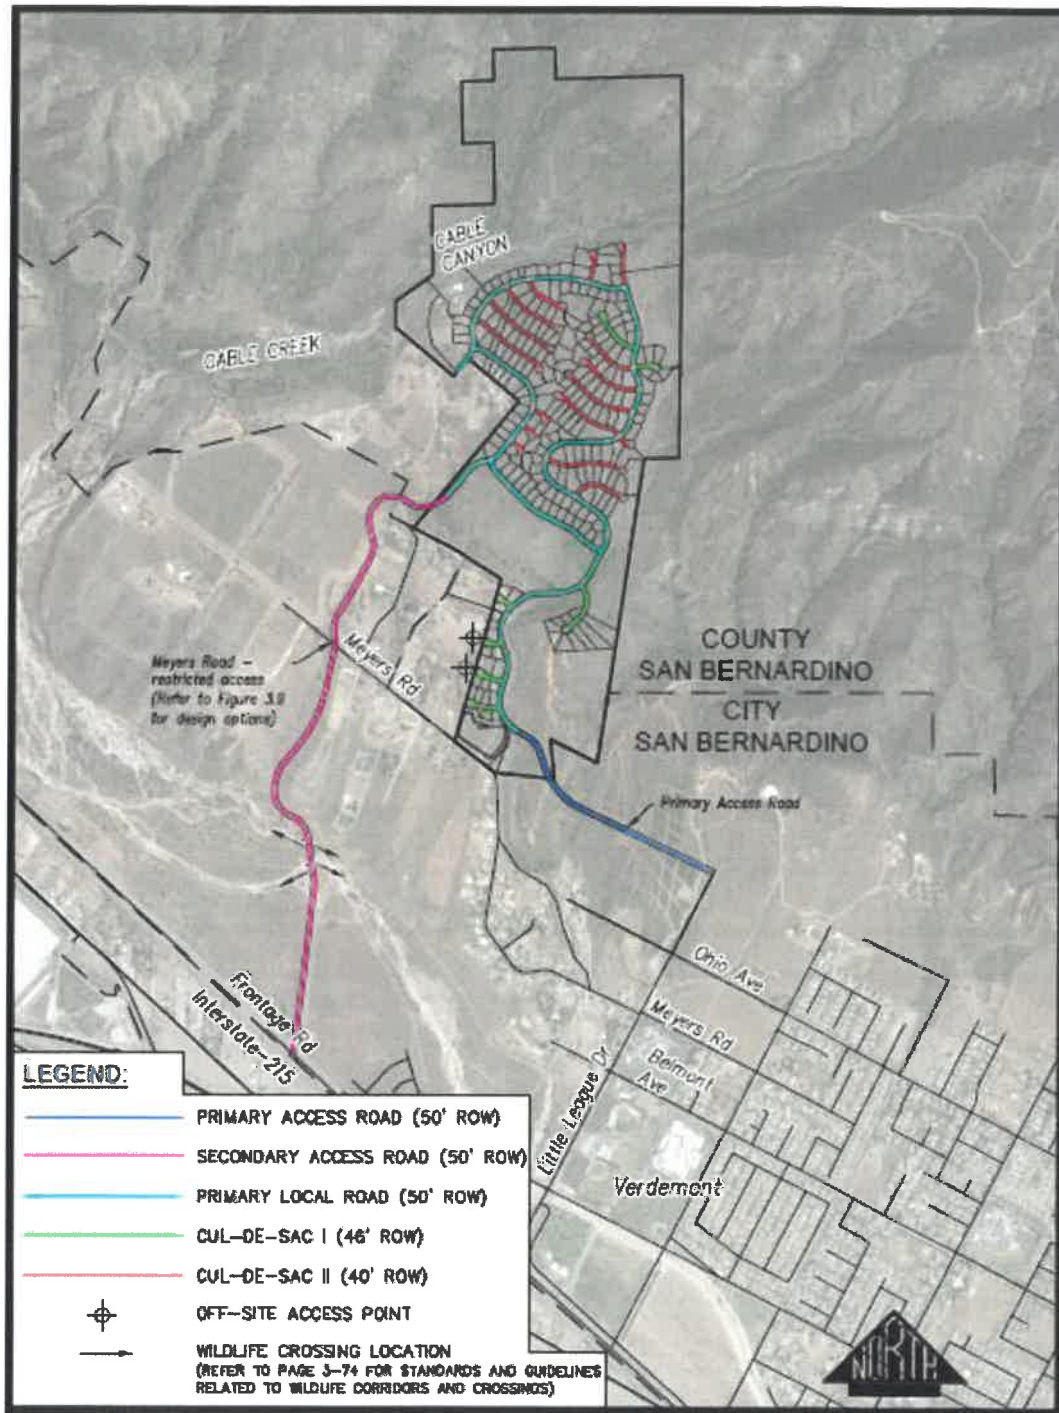 CABLE
CANYON
CABLE CREEK
COUNTY
SAN BERNARDINO
CITY
SAN BERNARDINO
Meyers Road –
restricted access
(Refer to Figure 3.9
for design options)
Meyers Rd
Primary Access Road
Ohio Ave
Meyers Rd
Belmont
Ave
Little League Dr
Verdemont
Frontage Rd
Interstate-215
LEGEND:
PRIMARY ACCESS ROAD (50' ROW)
SECONDARY ACCESS ROAD (50' ROW)
PRIMARY LOCAL ROAD (50' ROW)
CUL-DE-SAC I (46' ROW)
CUL-DE-SAC II (40' ROW)
OFF-SITE ACCESS POINT
WILDLIFE CROSSING LOCATION
(REFER TO PAGE 3-74 FOR STANDARDS AND GUIDELINES
RELATED TO WILDLIFE CORRIDORS AND CROSSINGS)
NORTH